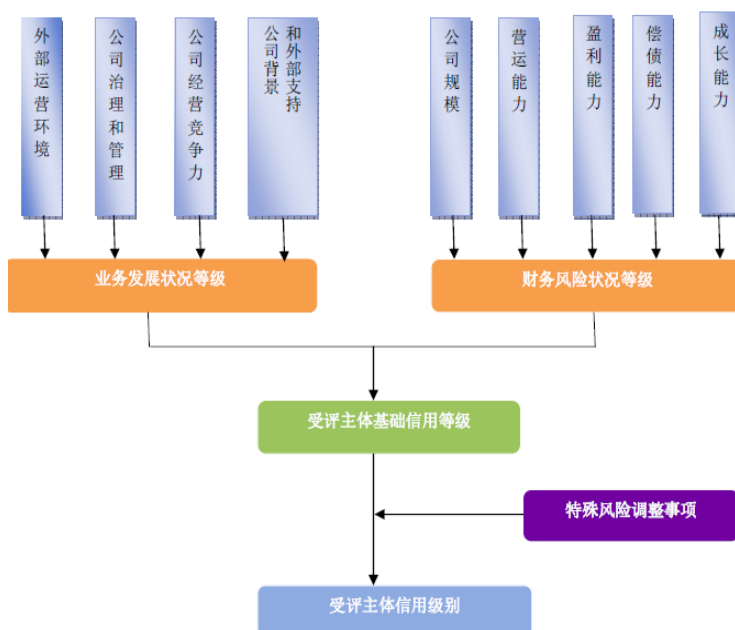 外部运营环境
公司治理和管理
公司经营竞争力
公司背景
和外部支持
公司规模
营运能力
盈利能力
偿债能力
成长能力
业务发展状况等级
财务风险状况等级
受评主体基础信用等级
特殊风险调整事项
受评主体信用级别